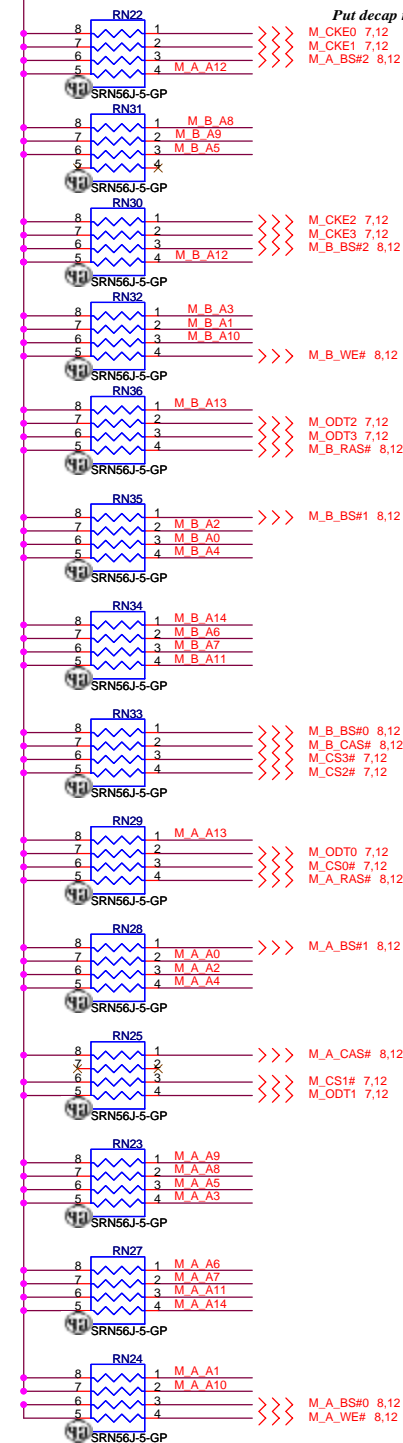 Put decap
RN22
8 1 M_CKE0 7,12
7 2 M_CKE1 7,12
6 3 M_A_BS#2 8,12
5 4 M_A_A12
SRN56J-5-GP
RN31
8 1 M_B_A8
7 2 M_B_A9
6 3 M_B_A5
5 4
SRN56J-5-GP
RN30
8 1 M_CKE2 7,12
7 2 M_CKE3 7,12
6 3 M_B_BS#2 8,12
5 4 M_B_A12
SRN56J-5-GP
RN32
8 1 M_B_A3
7 2 M_B_A1
6 3 M_B_A10
5 4 M_B_WE# 8,12
SRN56J-5-GP
RN36
8 1 M_B_A13
7 2 M_ODT2 7,12
6 3 M_ODT3 7,12
5 4 M_B_RAS# 8,12
SRN56J-5-GP
RN35
8 1 M_B_BS#1 8,12
7 2 M_B_A2
6 3 M_B_A0
5 4 M_B_A4
SRN56J-5-GP
RN34
8 1 M_B_A14
7 2 M_B_A6
6 3 M_B_A7
5 4 M_B_A11
SRN56J-5-GP
RN33
8 1 M_B_BS#0 8,12
7 2 M_B_CAS# 8,12
6 3 M_CS3# 7,12
5 4 M_CS2# 7,12
SRN56J-5-GP
RN29
8 1 M_A_A13
7 2 M_ODT0 7,12
6 3 M_CS0# 7,12
5 4 M_A_RAS# 8,12
SRN56J-5-GP
RN28
8 1 M_A_BS#1 8,12
7 2 M_A_A0
6 3 M_A_A2
5 4 M_A_A4
SRN56J-5-GP
RN25
8 1 M_A_CAS# 8,12
7 2
6 3 M_CS1# 7,12
5 4 M_ODT1 7,12
SRN56J-5-GP
RN23
8 1 M_A_A9
7 2 M_A_A8
6 3 M_A_A5
5 4 M_A_A3
SRN56J-5-GP
RN27
8 1 M_A_A6
7 2 M_A_A7
6 3 M_A_A11
5 4 M_A_A14
SRN56J-5-GP
RN24
8 1 M_A_A1
7 2 M_A_A10
6 3 M_A_BS#0 8,12
5 4 M_A_WE# 8,12
SRN56J-5-GP